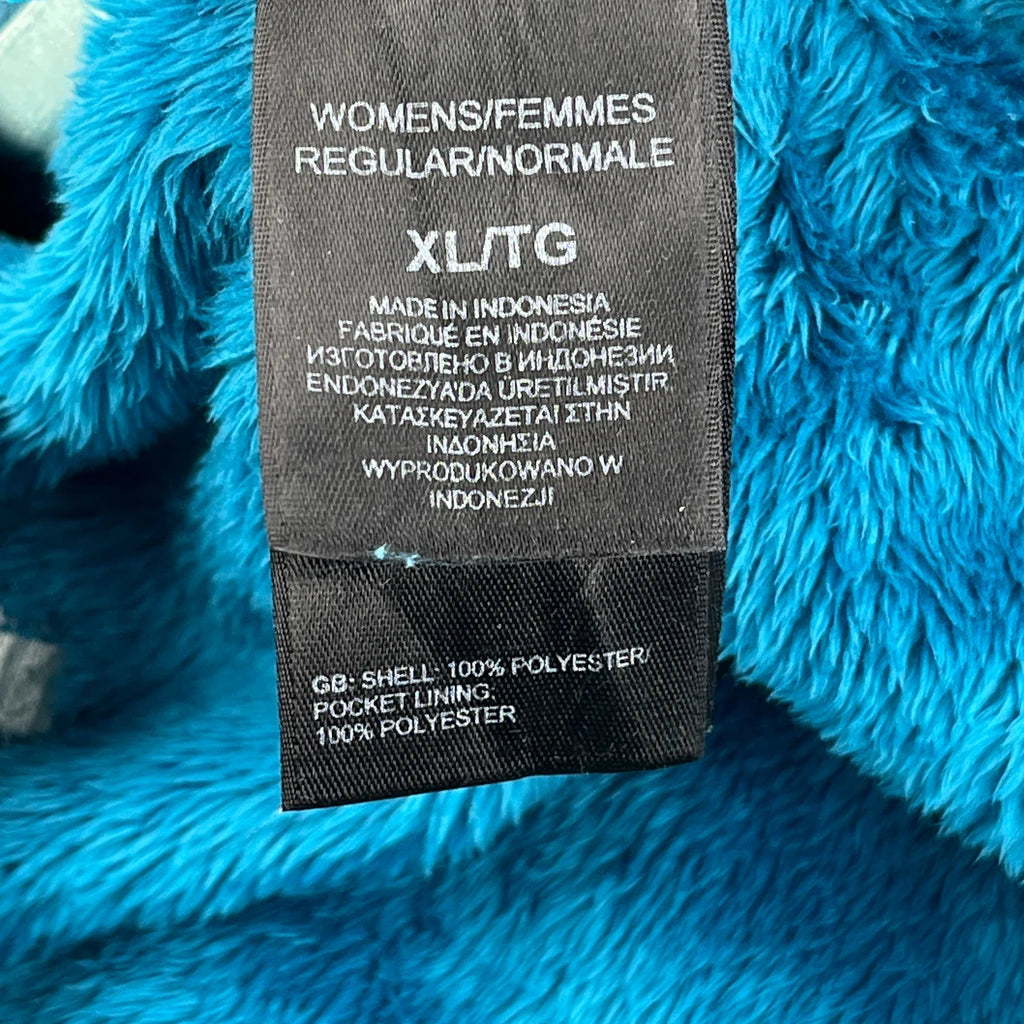 WOMENS/FEMMES
REGULAR/NORMALE
XL/TG
MADE IN INDONESIA
FABRIQUÉ EN INDONÉSIE
ИЗГОТОВЛЕНО В ИНДОНЕЗИИ
ENDONEZYA'DA ÜRETILMIŞTIR
ΚΑΤΑΣΚΕΥΑΖΕΤΑΙ ΣΤΗΝ
ΙΝΔΟΝΗΣΙΑ
WYPRODUKOWANO W
INDONEZJI
GB: SHELL: 100% POLYESTER/
POCKET LINING:
100% POLYESTER